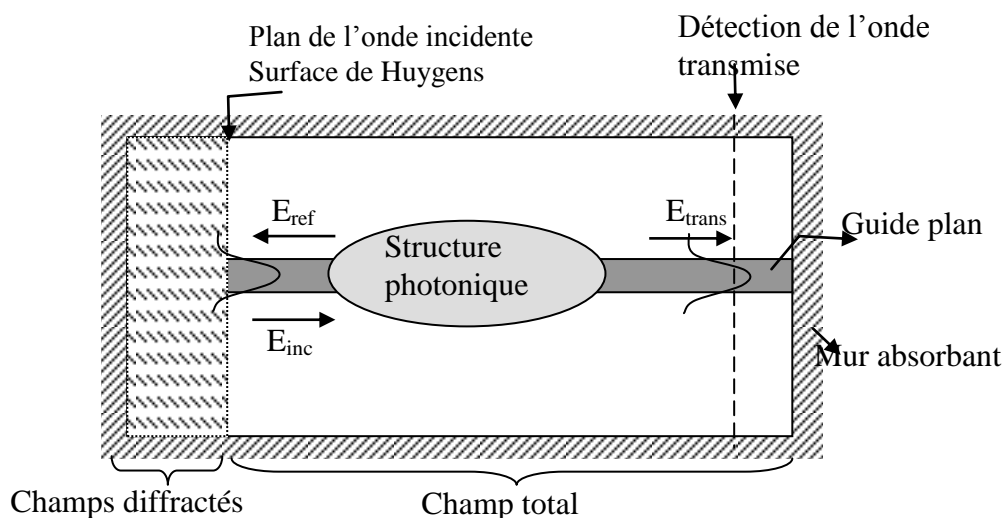 Plan de l’onde incidente
Surface de Huygens
Détection de l’onde
transmise
E_ref
E_trans
Structure
photonique
Guide plan
E_inc
Mur absorbant
Champs diffractés
Champ total